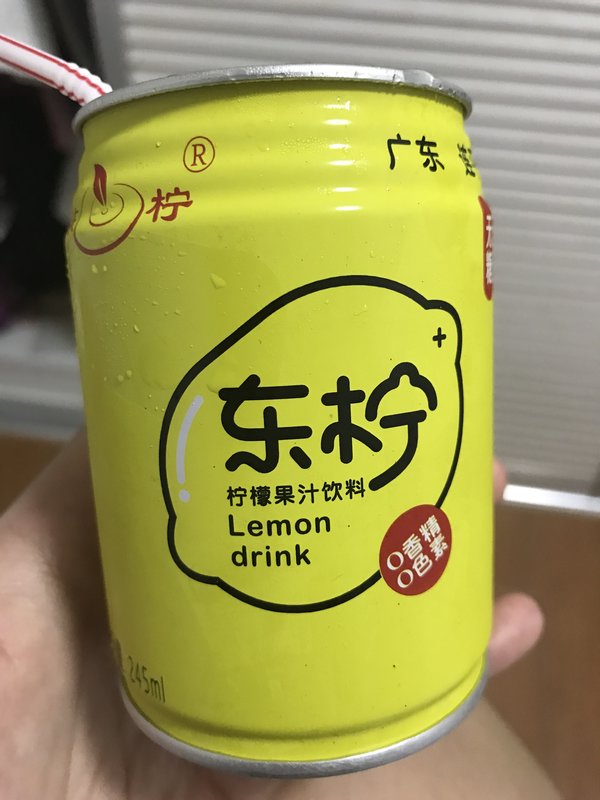 ®
柠
广东
东柠
柠檬果汁饮料
Lemon
drink
0香精
0色素
245ml